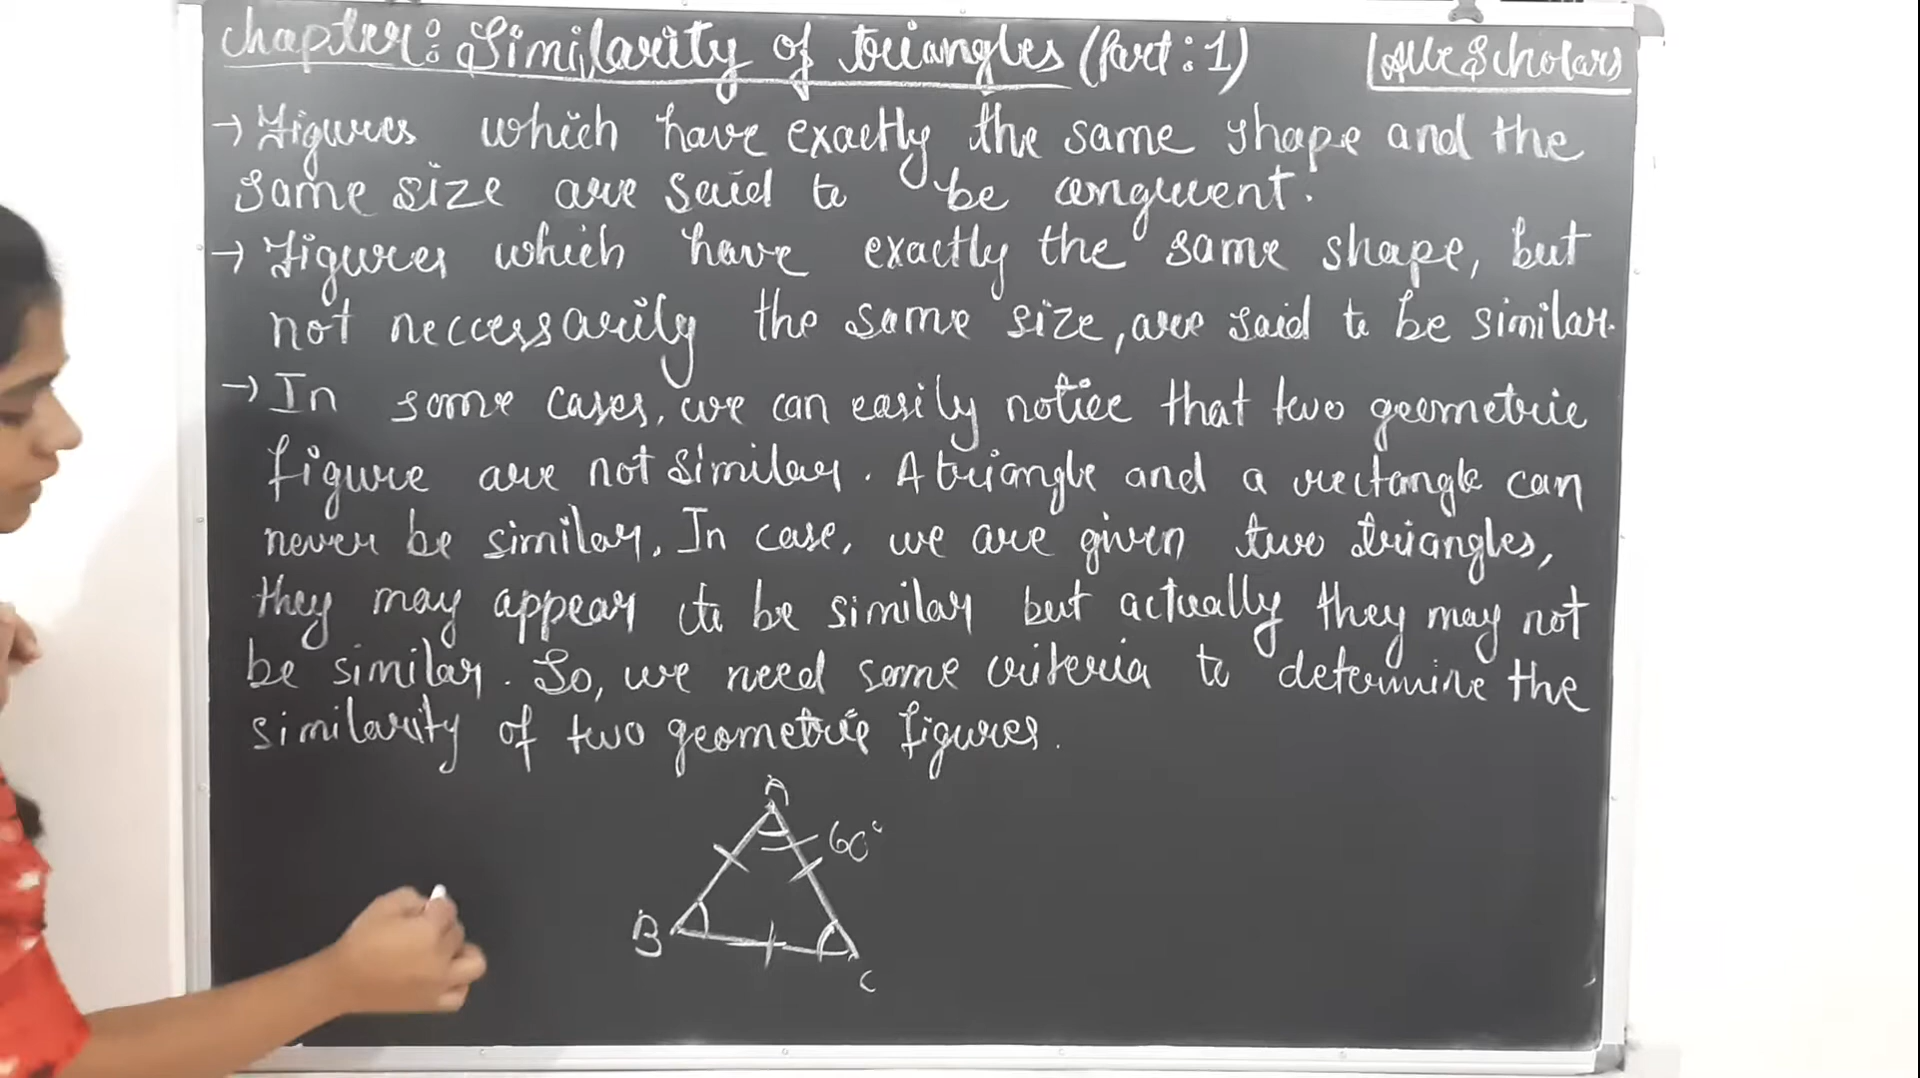 Chapter: Similarity of triangles (Part:1)
→ Figures which have exactly the same shape and the
same size are said to be congruent.
→ Figures which have exactly the same shape, but
not neccessarily the same size, are said to be similar.
→ In some cases, we can easily notice that two geometric
figure are not similar. A triangle and a rectangle can
never be similar. In case, we are given two triangles,
they may appear to be similar but actually they may not
be similar. So, we need some criteria to determine the
similarity of two geometric figures.
A
60°
B
C